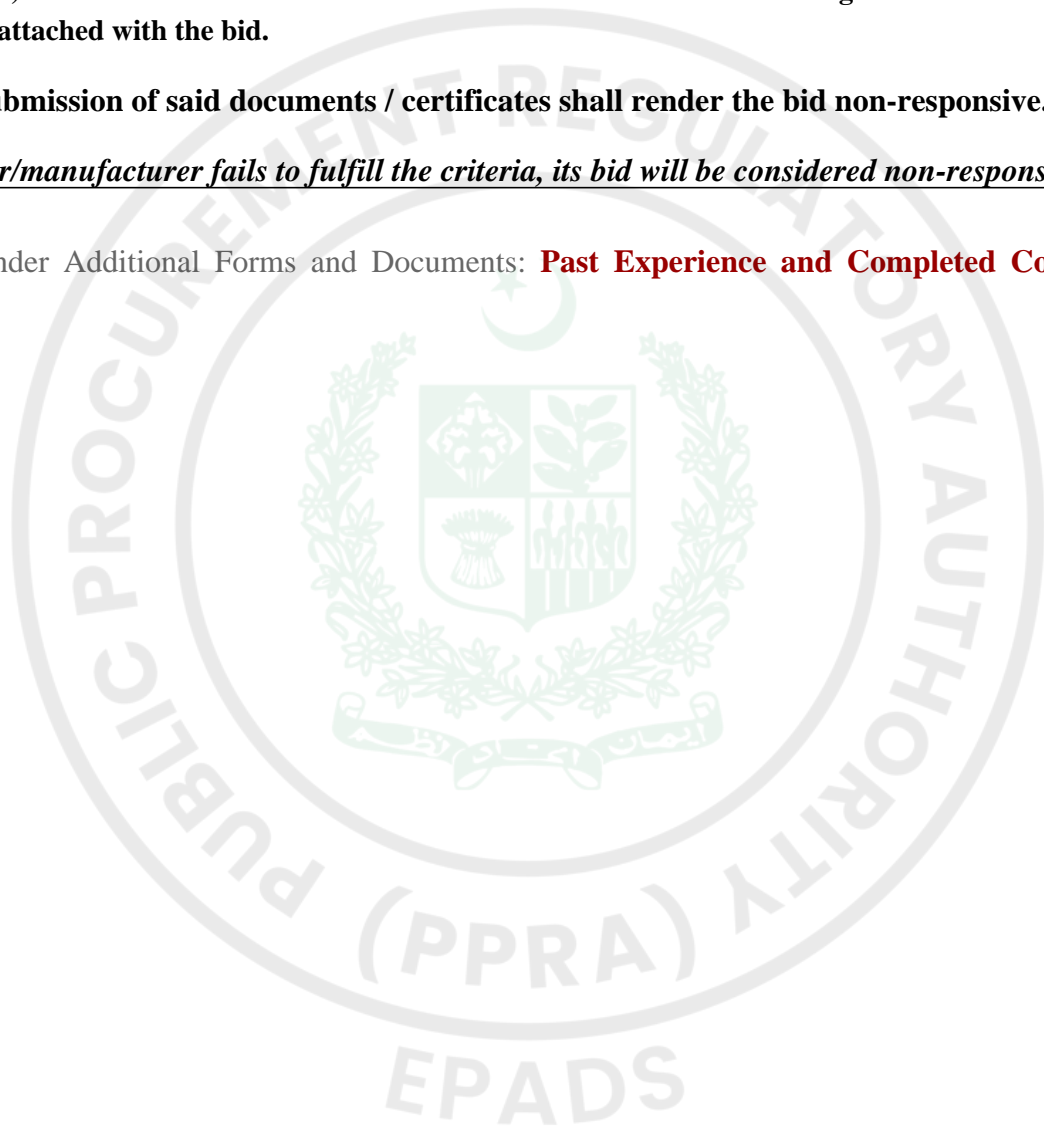 attached with the bid.
ubmission of said documents / certificates shall render the bid non-responsive.
r/manufacturer fails to fulfill the criteria, its bid will be considered non-respons
nder Additional Forms and Documents: Past Experience and Completed Co
PUBLIC PROCUREMENT REGULATORY AUTHORITY
(PPRA)
EPADS